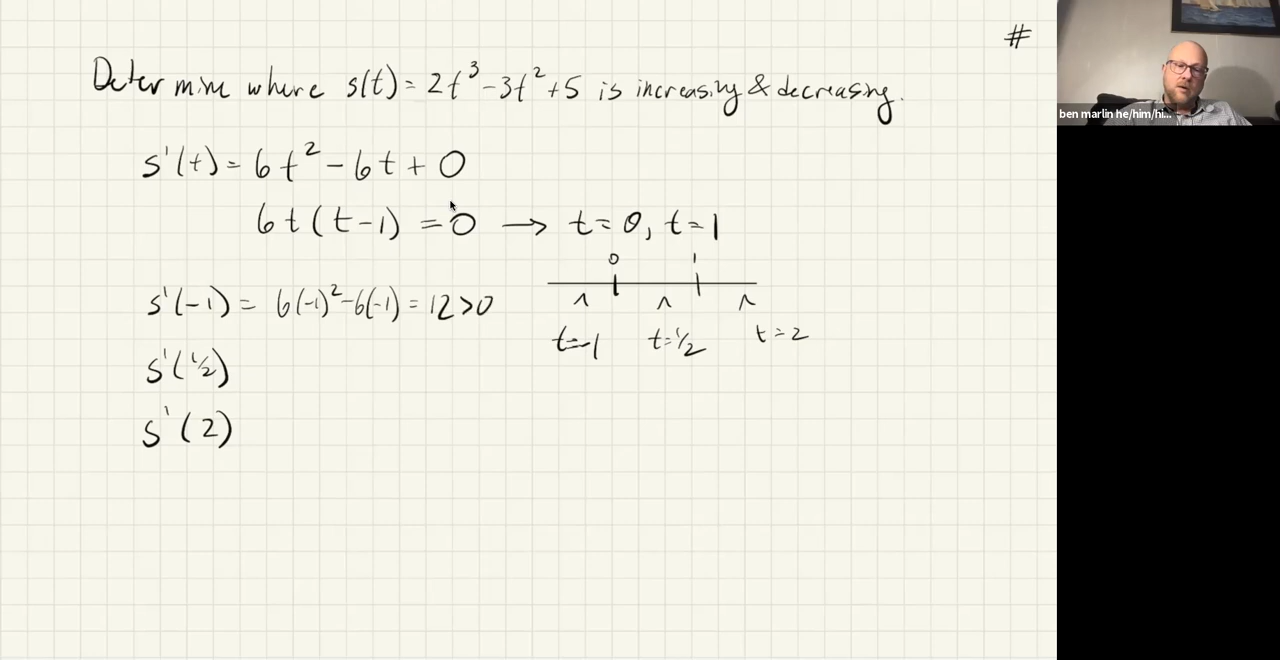 #
Determine where s(t)= 2t³-3t²+5 is increasing & decreasing.
s'(t)= 6t²-6t+0
6t(t-1) =0 → t=0, t=1
0 1
s'(-1)= 6(-1)²-6(-1)=12>0
t=-1 t=1/2 t=2
s'(1/2)
s'(2)
ben marlin he/him/hi...